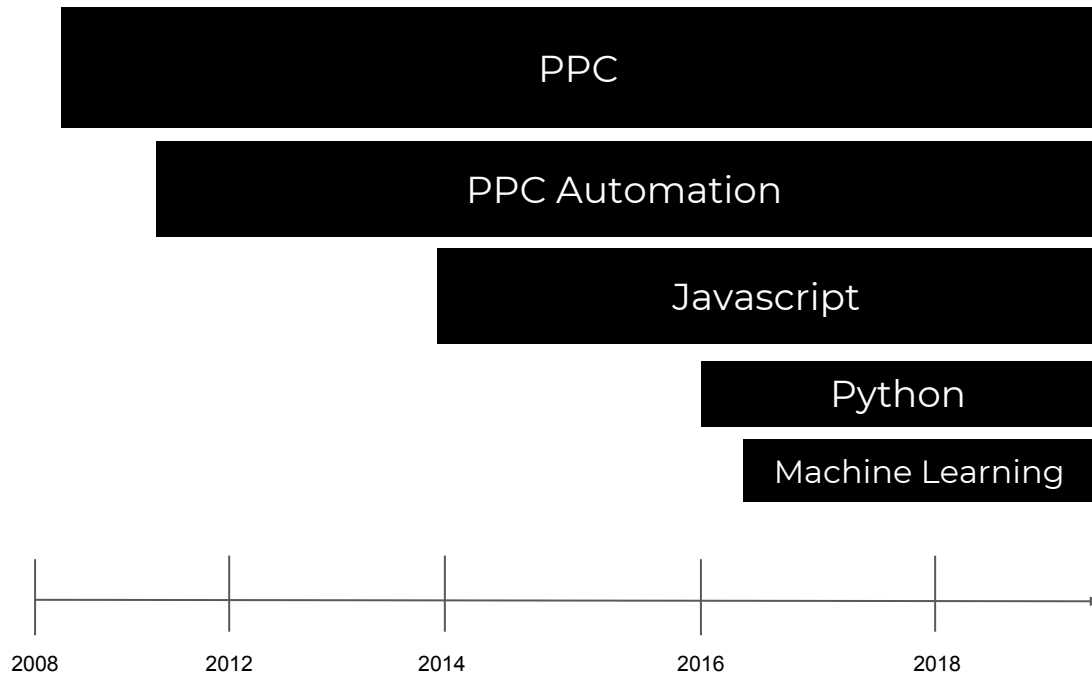 PPC
PPC Automation
Javascript
Python
Machine Learning
2008 2012 2014 2016 2018